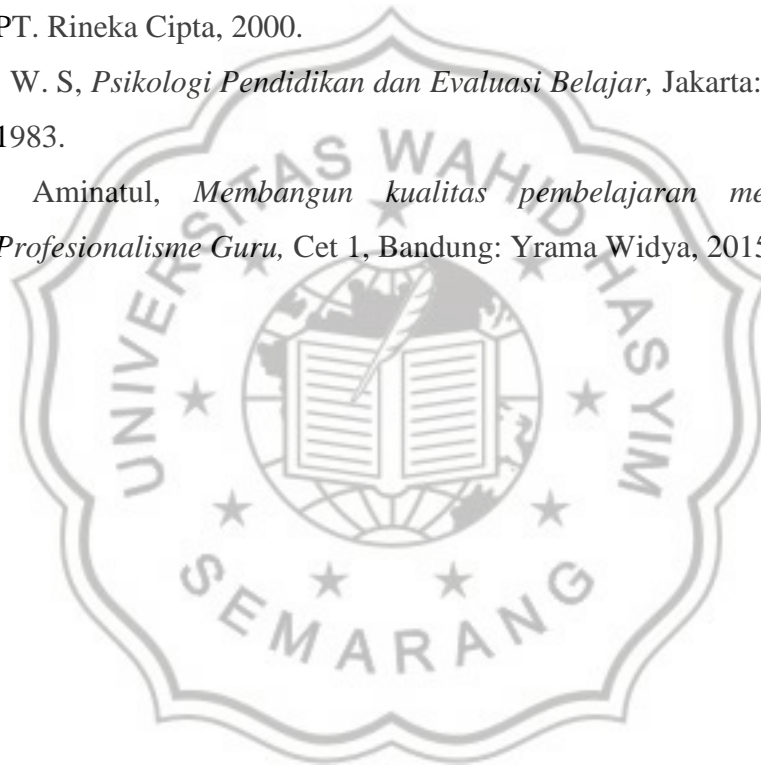 PT. Rineka Cipta, 2000.
W. S, Psikologi Pendidikan dan Evaluasi Belajar, Jakarta:
1983.
Aminatul, Membangun kualitas pembelajaran me
Profesionalisme Guru, Cet 1, Bandung: Yrama Widya, 2015
UNIVERSITAS WAHID HASYIM
SEMARANG